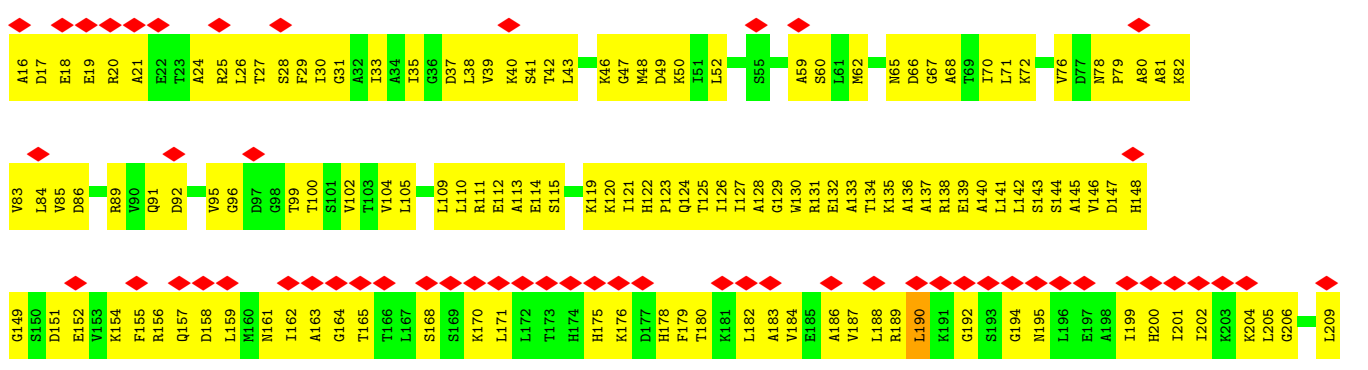 A16 D17 E18 E19 R20 A21 E22 T23 A24 R25 L26 T27 S28 F29 I30 G31 A32 I33 A34 I35 G36 D37 L38 V39 K40 S41 T42 L43 K46 G47 M48 D49 K50 I51 L52 S55 A59 S60 L61 M62 N65 D66 G67 A68 T69 I70 L71 K72 V76 D77 N78 P79 A80 A81 K82
V83 L84 V85 D86 R89 V90 Q91 D92 V95 G96 D97 G98 T99 T100 S101 V102 T103 V104 L105 L109 L110 R111 E112 A113 E114 S115 K119 K120 I121 H122 P123 Q124 T125 I126 I127 A128 G129 W130 R131 E132 A133 T134 K135 A136 A137 R138 E139 A140 L141 L142 S143 S144 A145 V146 D147 H148
G149 S150 D151 E152 V153 K154 F155 R156 Q157 D158 L159 M160 N161 I162 A163 G164 T165 T166 L167 S168 S169 K170 L171 L172 T173 H174 H175 K176 D177 H178 F179 T180 K181 L182 A183 V184 E185 A186 V187 L188 R189 L190 K191 G192 S193 G194 N195 L196 E197 A198 I199 H200 I201 I202 K203 K204 L205 G206 L209